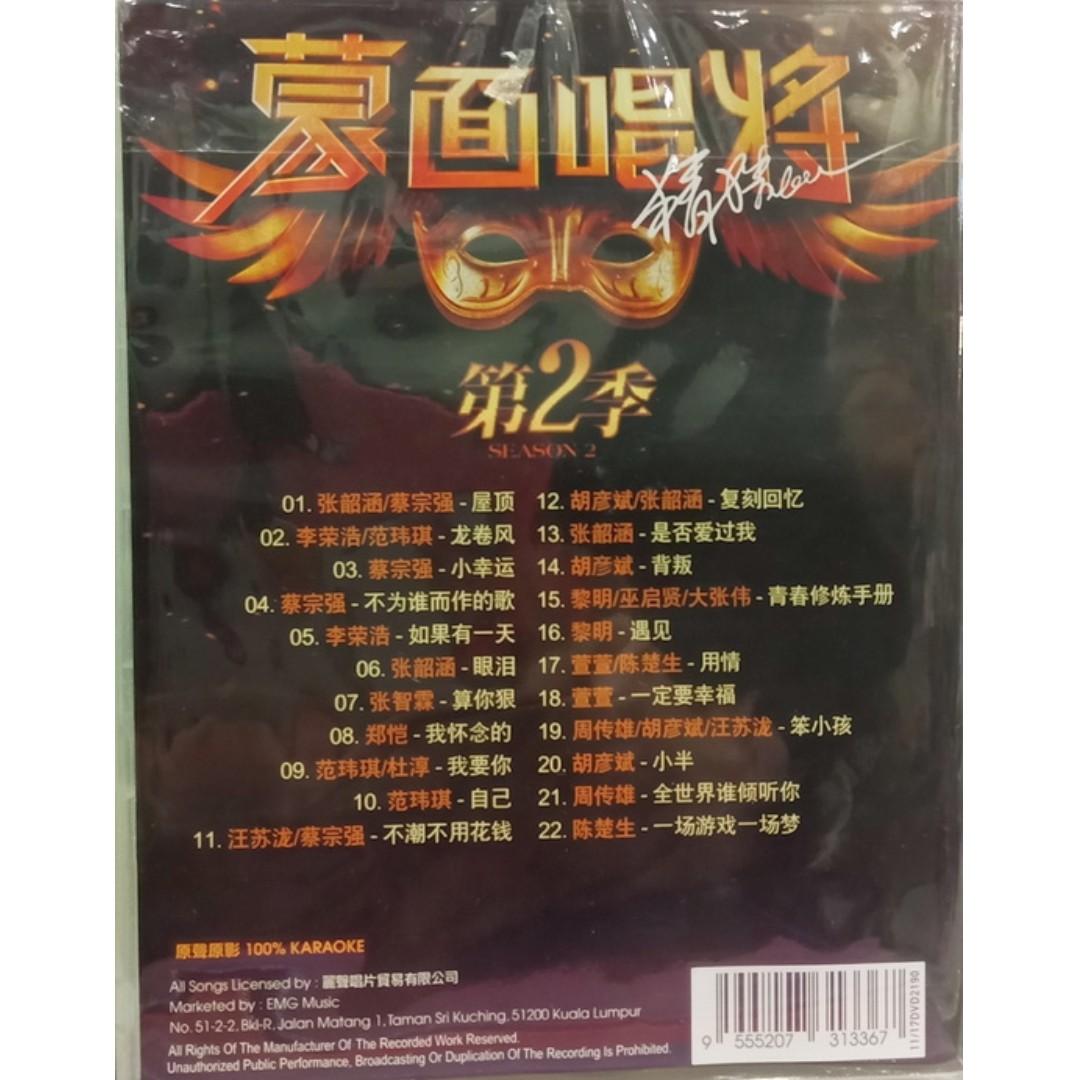 蒙面唱将
猜猜
第2季
SEASON 2
01. 张韶涵/蔡宗强 - 屋顶
02. 李荣浩/范玮琪 - 龙卷风
03. 蔡宗强 - 小幸运
04. 蔡宗强 - 不为谁而作的歌
05. 李荣浩 - 如果有一天
06. 张韶涵 - 眼泪
07. 张智霖 - 算你狠
08. 郑恺 - 我怀念的
09. 范玮琪/杜淳 - 我要你
10. 范玮琪 - 自己
11. 汪苏泷/蔡宗强 - 不潮不用花钱
12. 胡彦斌/张韶涵 - 复刻回忆
13. 张韶涵 - 是否爱过我
14. 胡彦斌 - 背叛
15. 黎明/巫启贤/大张伟 - 青春修炼手册
16. 黎明 - 遇见
17. 萱萱/陈楚生 - 用情
18. 萱萱 - 一定要幸福
19. 周传雄/胡彦斌/汪苏泷 - 笨小孩
20. 胡彦斌 - 小半
21. 周传雄 - 全世界谁倾听你
22. 陈楚生 - 一场游戏一场梦
原聲原影 100% KARAOKE
All Songs Licensed by : 麗聲唱片貿易有限公司
Marketed by : EMG Music
No. 51-2-2, Bkl-R, Jalan Matang 1, Taman Sri Kuching, 51200 Kuala Lumpur
All Rights Of The Manufacturer Of The Recorded Work Reserved.
Unauthorized Public Performance, Broadcasting Or Duplication Of The Recording Is Prohibited.
9 555207 313367
11/17DVD2190